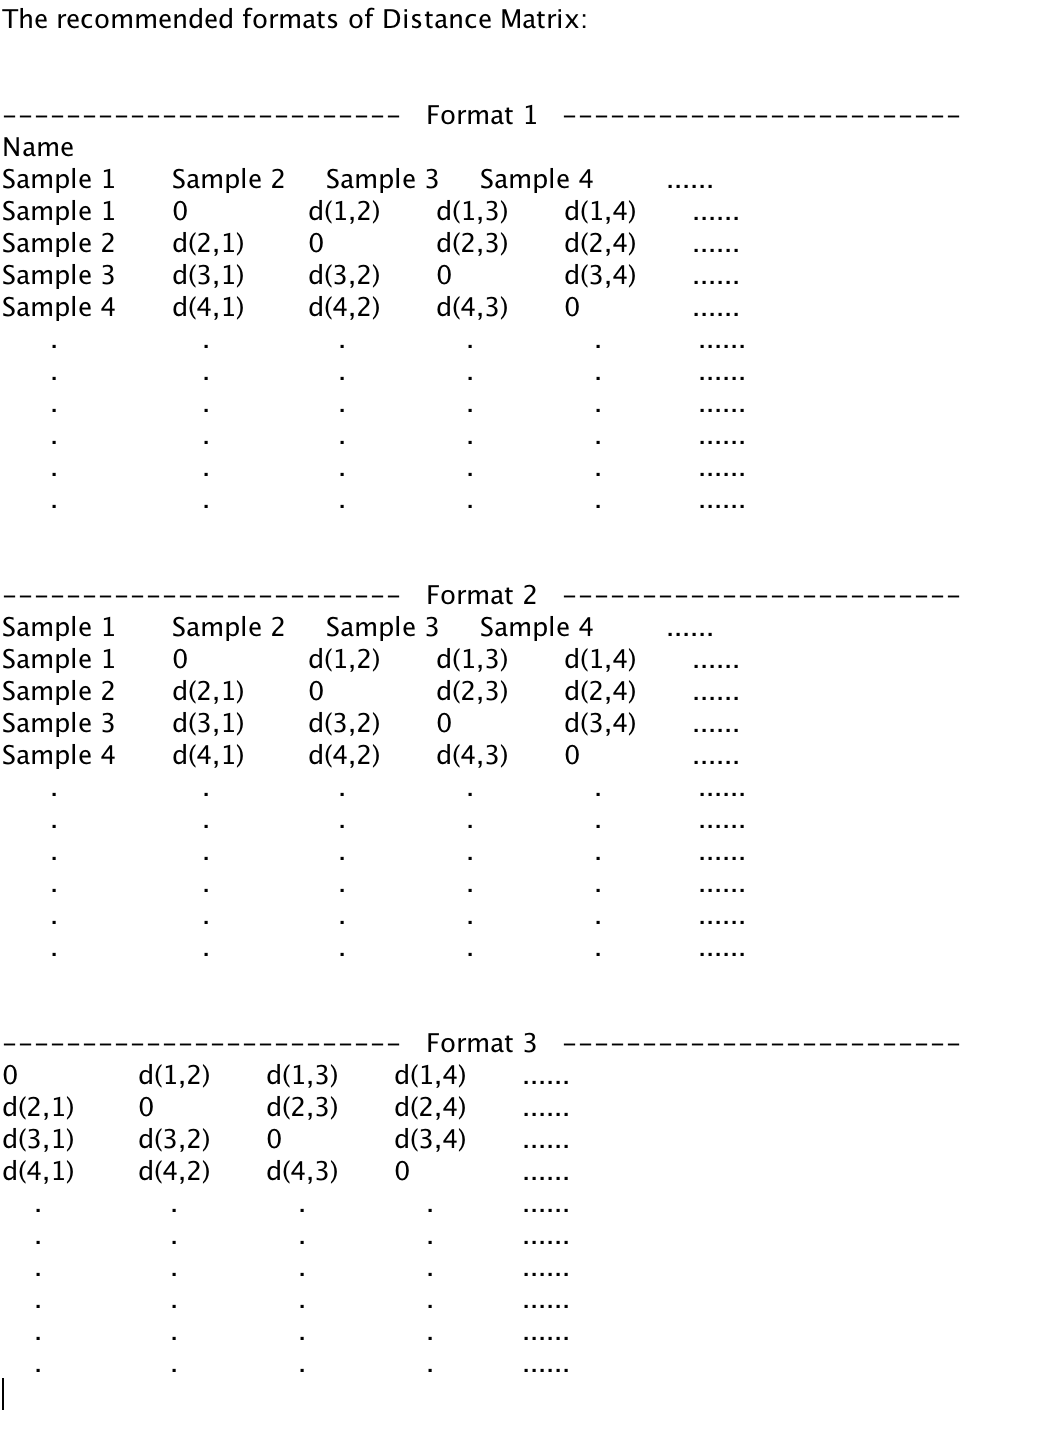 The recommended formats of Distance Matrix:
------------------------- Format 1 -------------------------
Name
Sample 1 Sample 2 Sample 3 Sample 4 ......
Sample 1 0 d(1,2) d(1,3) d(1,4) ......
Sample 2 d(2,1) 0 d(2,3) d(2,4) ......
Sample 3 d(3,1) d(3,2) 0 d(3,4) ......
Sample 4 d(4,1) d(4,2) d(4,3) 0 ......
. . . . . ......
. . . . . ......
. . . . . ......
. . . . . ......
. . . . . ......
. . . . . ......
------------------------- Format 2 -------------------------
Sample 1 Sample 2 Sample 3 Sample 4 ......
Sample 1 0 d(1,2) d(1,3) d(1,4) ......
Sample 2 d(2,1) 0 d(2,3) d(2,4) ......
Sample 3 d(3,1) d(3,2) 0 d(3,4) ......
Sample 4 d(4,1) d(4,2) d(4,3) 0 ......
. . . . . ......
. . . . . ......
. . . . . ......
. . . . . ......
. . . . . ......
. . . . . ......
------------------------- Format 3 -------------------------
0 d(1,2) d(1,3) d(1,4) ......
d(2,1) 0 d(2,3) d(2,4) ......
d(3,1) d(3,2) 0 d(3,4) ......
d(4,1) d(4,2) d(4,3) 0 ......
. . . . ......
. . . . ......
. . . . ......
. . . . ......
. . . . ......
. . . . ......